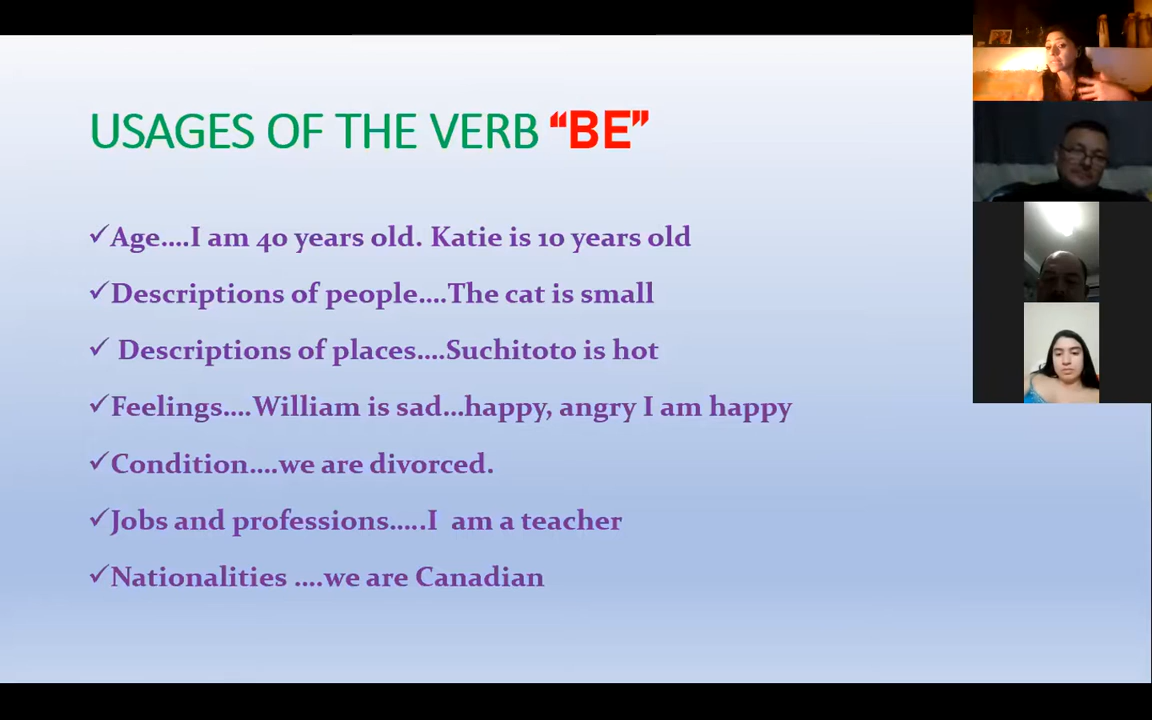 USAGES OF THE VERB “BE”
✓Age....I am 40 years old. Katie is 10 years old
✓Descriptions of people....The cat is small
✓ Descriptions of places....Suchitoto is hot
✓Feelings....William is sad...happy, angry I am happy
✓Condition....we are divorced.
✓Jobs and professions.....I am a teacher
✓Nationalities ....we are Canadian